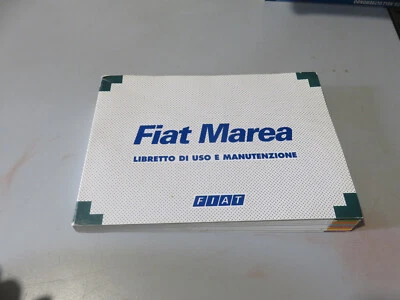 Fiat Marea
LIBRETTO DI USO E MANUTENZIONE
FIAT